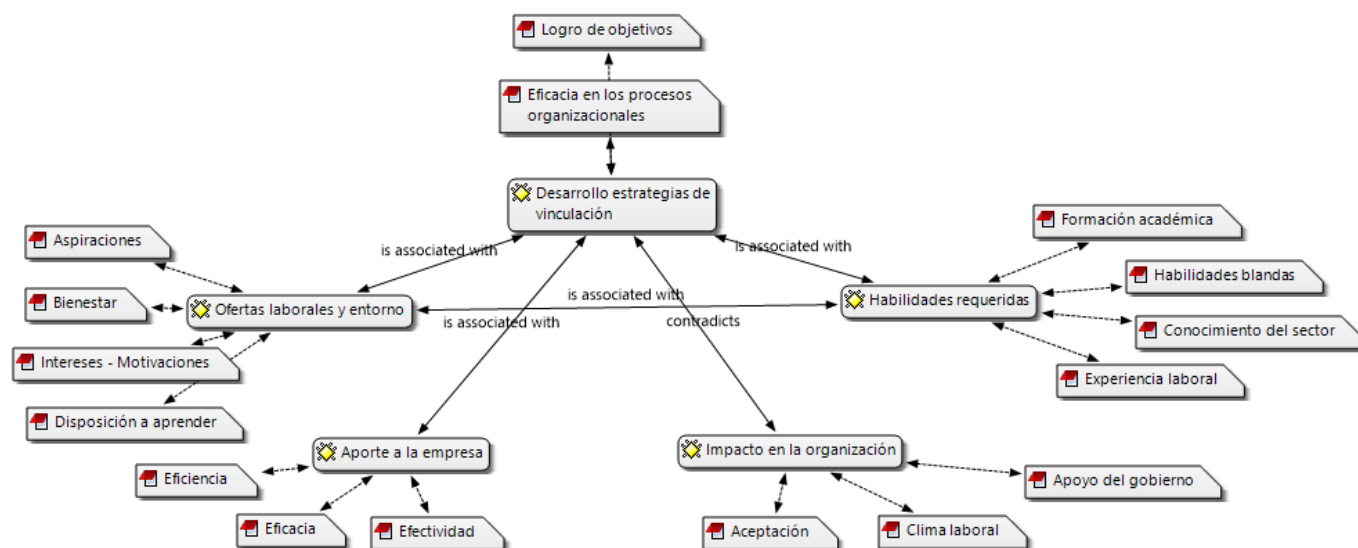 Logro de objetivos
Eficacia en los procesos
organizacionales
Desarrollo estrategias de
vinculación
Formación académica
Aspiraciones
is associated with
is associated with
Habilidades blandas
Bienestar
Ofertas laborales y entorno
is associated with
Habilidades requeridas
is associated with
contradicts
Conocimiento del sector
Intereses - Motivaciones
Experiencia laboral
Disposición a aprender
Aporte a la empresa
Impacto en la organización
Eficiencia
Apoyo del gobierno
Eficacia
Efectividad
Aceptación
Clima laboral